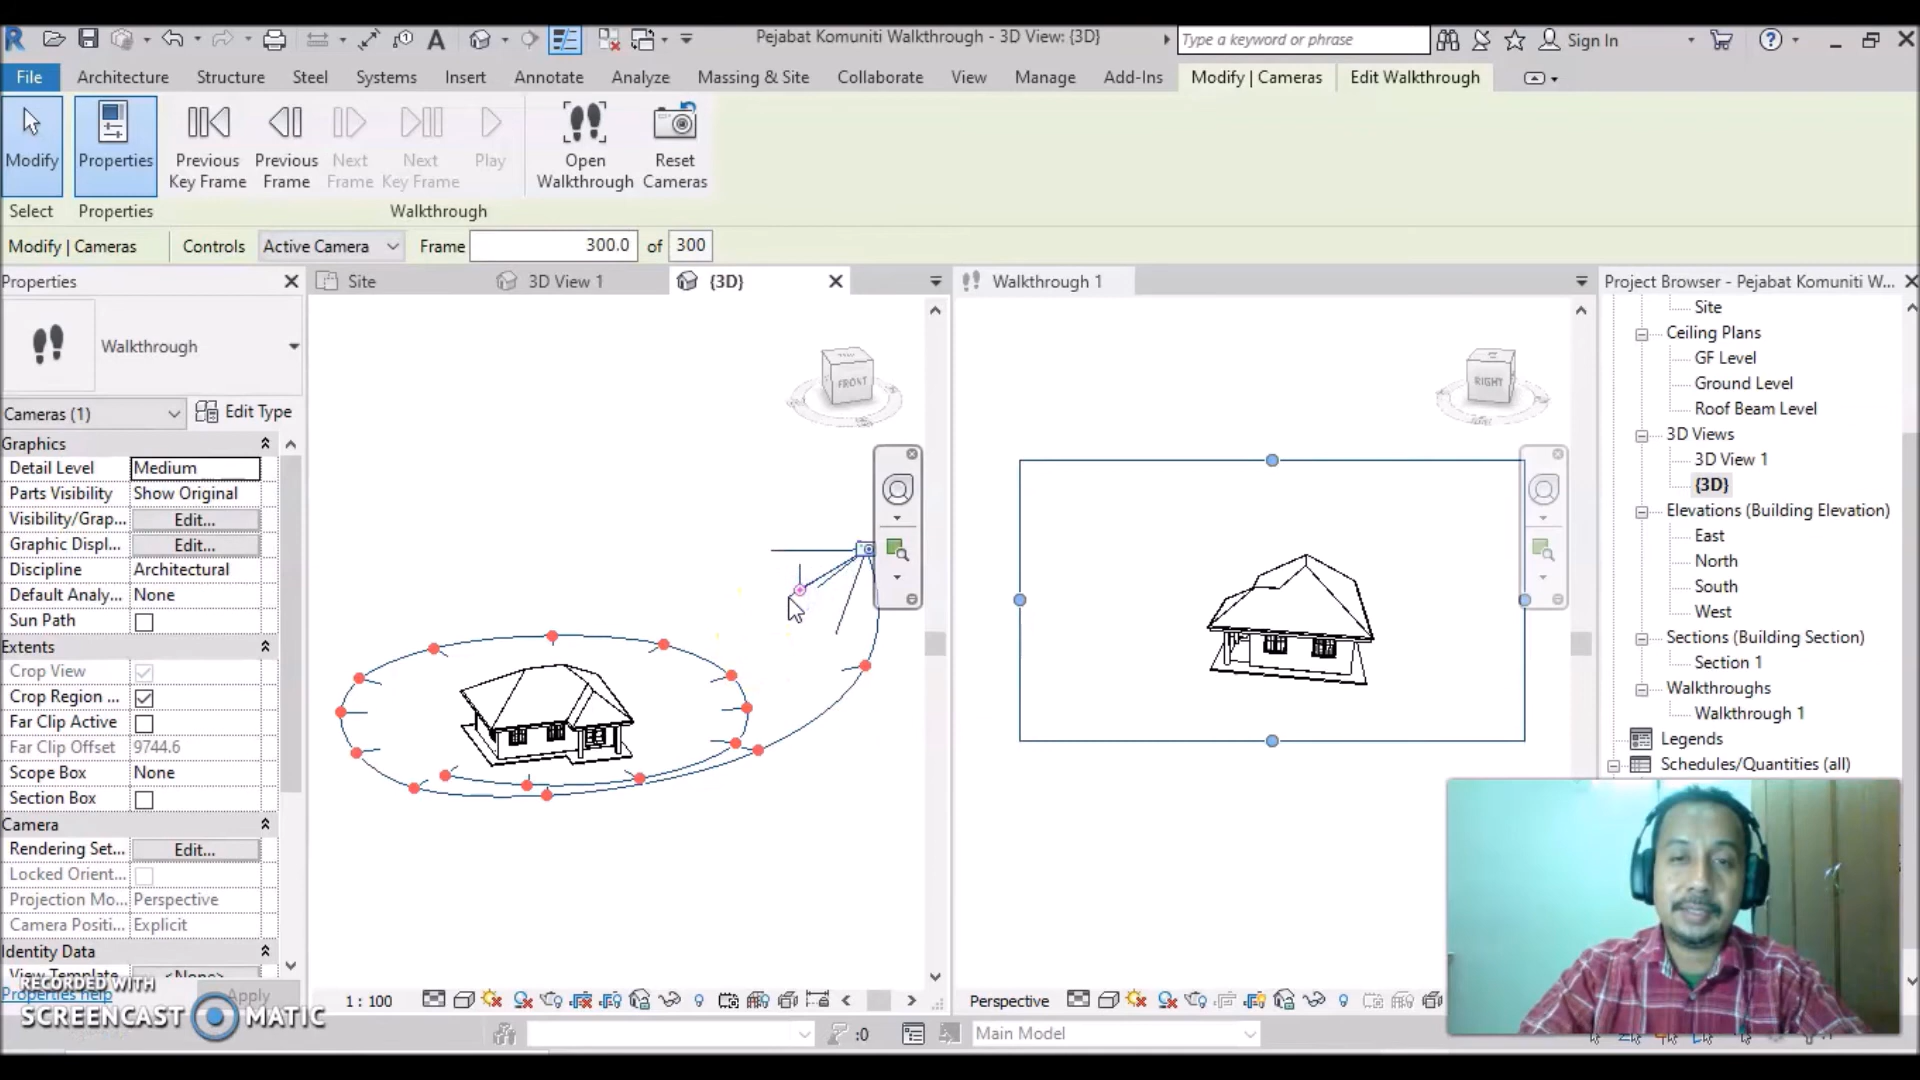 Pejabat Komuniti Walkthrough - 3D View: {3D}
Type a keyword or phrase
Sign In
File Architecture Structure Steel Systems Insert Annotate Analyze Massing & Site Collaborate View Manage Add-Ins Modify | Cameras Edit Walkthrough
Modify Properties Previous Key Frame Previous Frame Next Frame Next Key Frame Play Open Walkthrough Reset Cameras
Select Properties Walkthrough
Modify | Cameras Controls Active Camera Frame 300.0 of 300
Properties
Site 3D View 1 {3D} Walkthrough 1
Project Browser - Pejabat Komuniti W...
Walkthrough
Cameras (1) Edit Type
Graphics
Detail Level Medium
Parts Visibility Show Original
Visibility/Grap... Edit...
Graphic Displ... Edit...
Discipline Architectural
Default Analy... None
Sun Path
Extents
Crop View
Crop Region ...
Far Clip Active
Far Clip Offset 9744.6
Scope Box None
Section Box
Camera
Rendering Set... Edit...
Locked Orient...
Projection Mo... Perspective
Camera Positi... Explicit
Identity Data
View Template <None>
Properties help Apply
RECORDED WITH
SCREENCAST MATIC
FRONT
RIGHT
1 : 100
Perspective
:0
Main Model
Site
Ceiling Plans
GF Level
Ground Level
Roof Beam Level
3D Views
3D View 1
{3D}
Elevations (Building Elevation)
East
North
South
West
Sections (Building Section)
Section 1
Walkthroughs
Walkthrough 1
Legends
Schedules/Quantities (all)